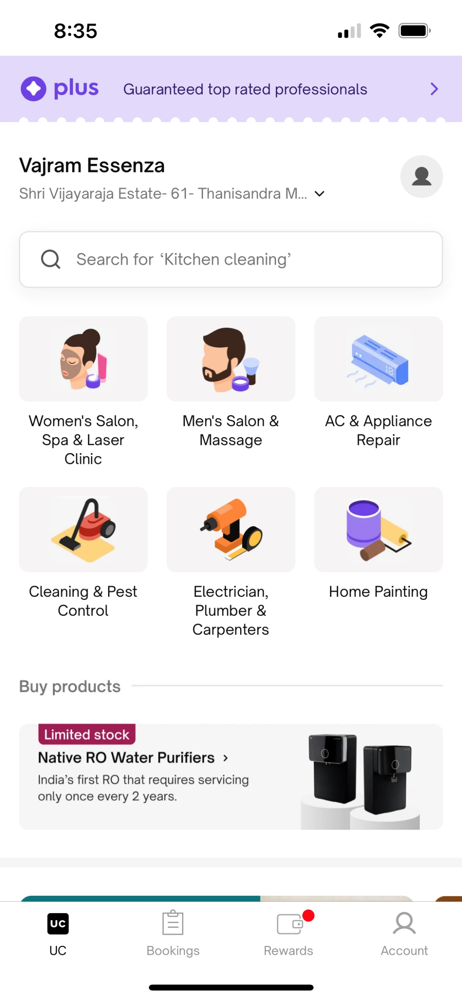 8:35
plus Guaranteed top rated professionals
Vajram Essenza
Shri Vijayaraja Estate- 61- Thanisandra M...
Search for ‘Kitchen cleaning’
18
Women's Salon,
Spa & Laser
Clinic
Men's Salon &
Massage
AC & Appliance
Repair
Cleaning & Pest
Control
Electrician,
Plumber &
Carpenters
Home Painting
Buy products
Limited stock
Native RO Water Purifiers
India’s first RO that requires servicing
only once every 2 years.
UC
UC
Bookings
Rewards
Account